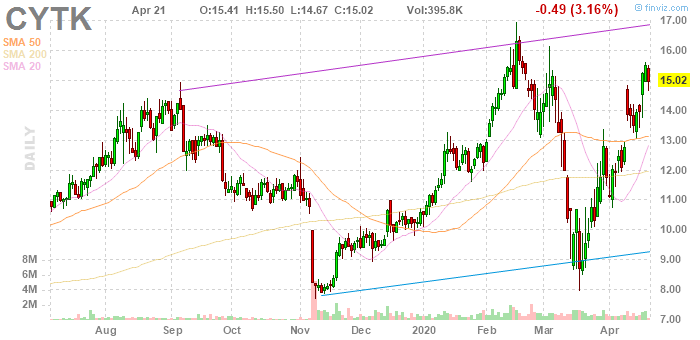 CYTK
Apr 21 O:15.41 H:15.50 L:14.67 C:15.02 Vol:395.8K -0.49 (3.16%)
© finviz.com
SMA 50
SMA 200
SMA 20
DAILY
17.00
16.00
15.02
14.00
13.00
12.00
11.00
10.00
9.00
8.00
7.00
8M
6M
4M
2M
Aug Sep Oct Nov Dec 2020 Feb Mar Apr